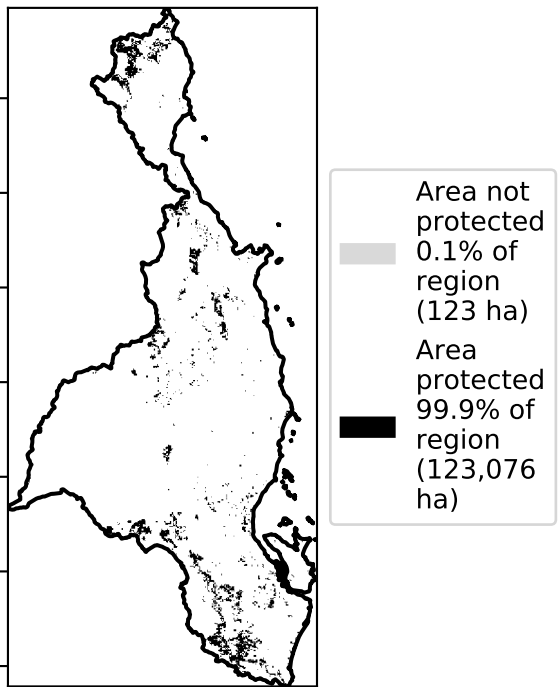 Area not
protected
0.1% of
region
(123 ha)
Area
protected
99.9% of
region
(123,076
ha)